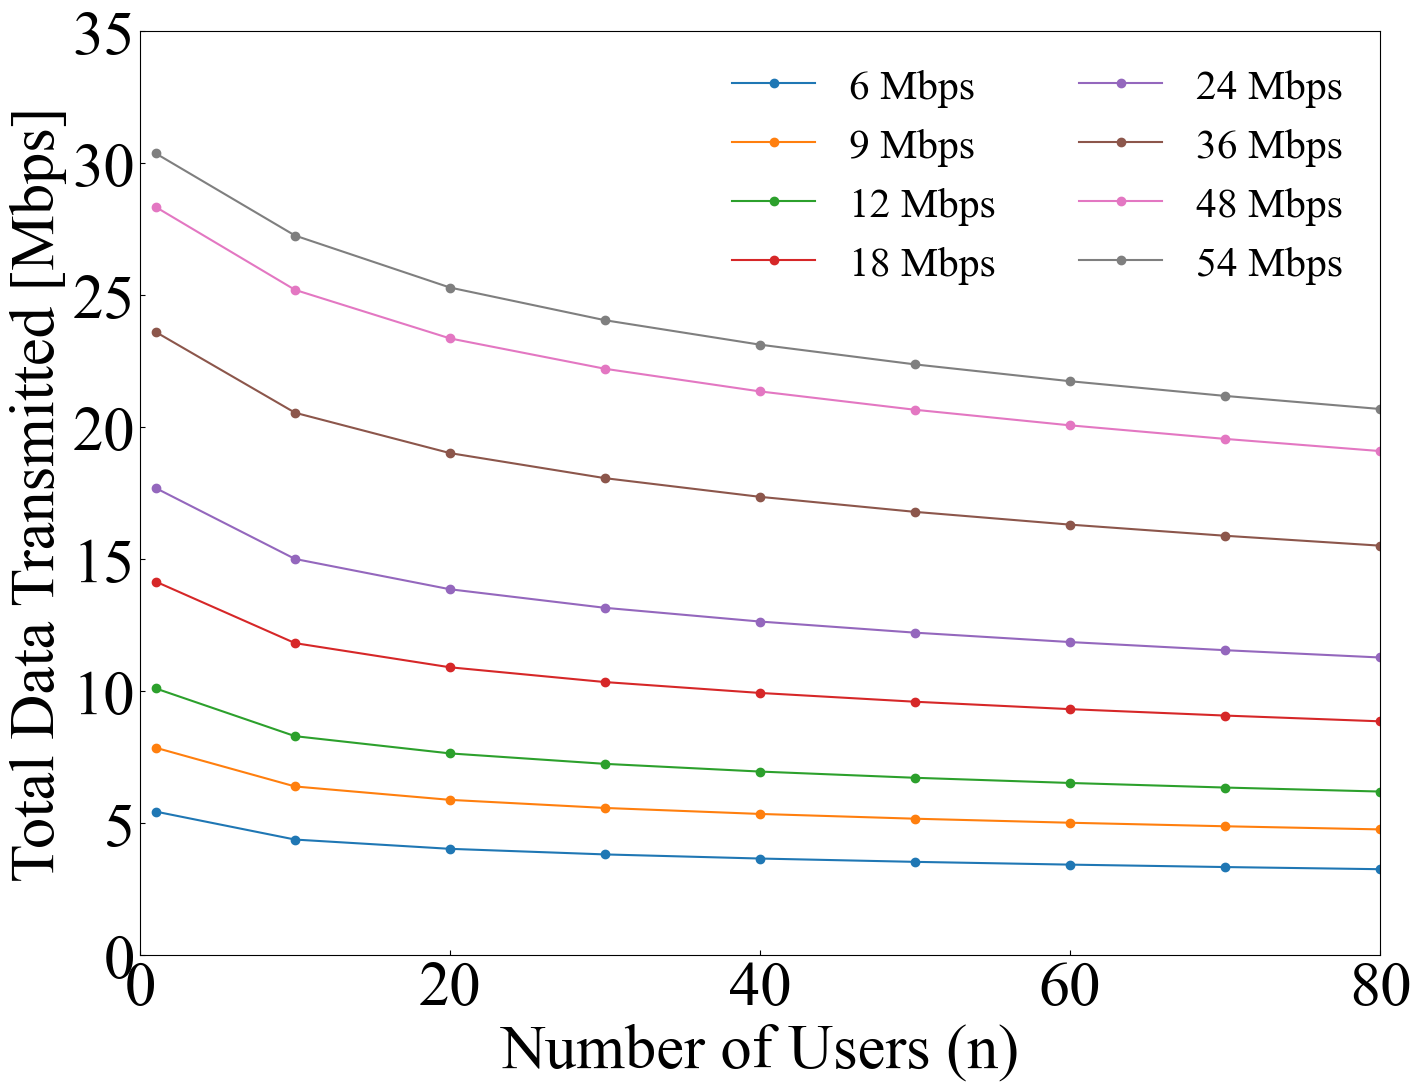 Total Data Transmitted [Mbps]
35
30
25
20
15
10
5
0
6 Mbps
9 Mbps
12 Mbps
18 Mbps
24 Mbps
36 Mbps
48 Mbps
54 Mbps
0 20 40 60 80
Number of Users (n)